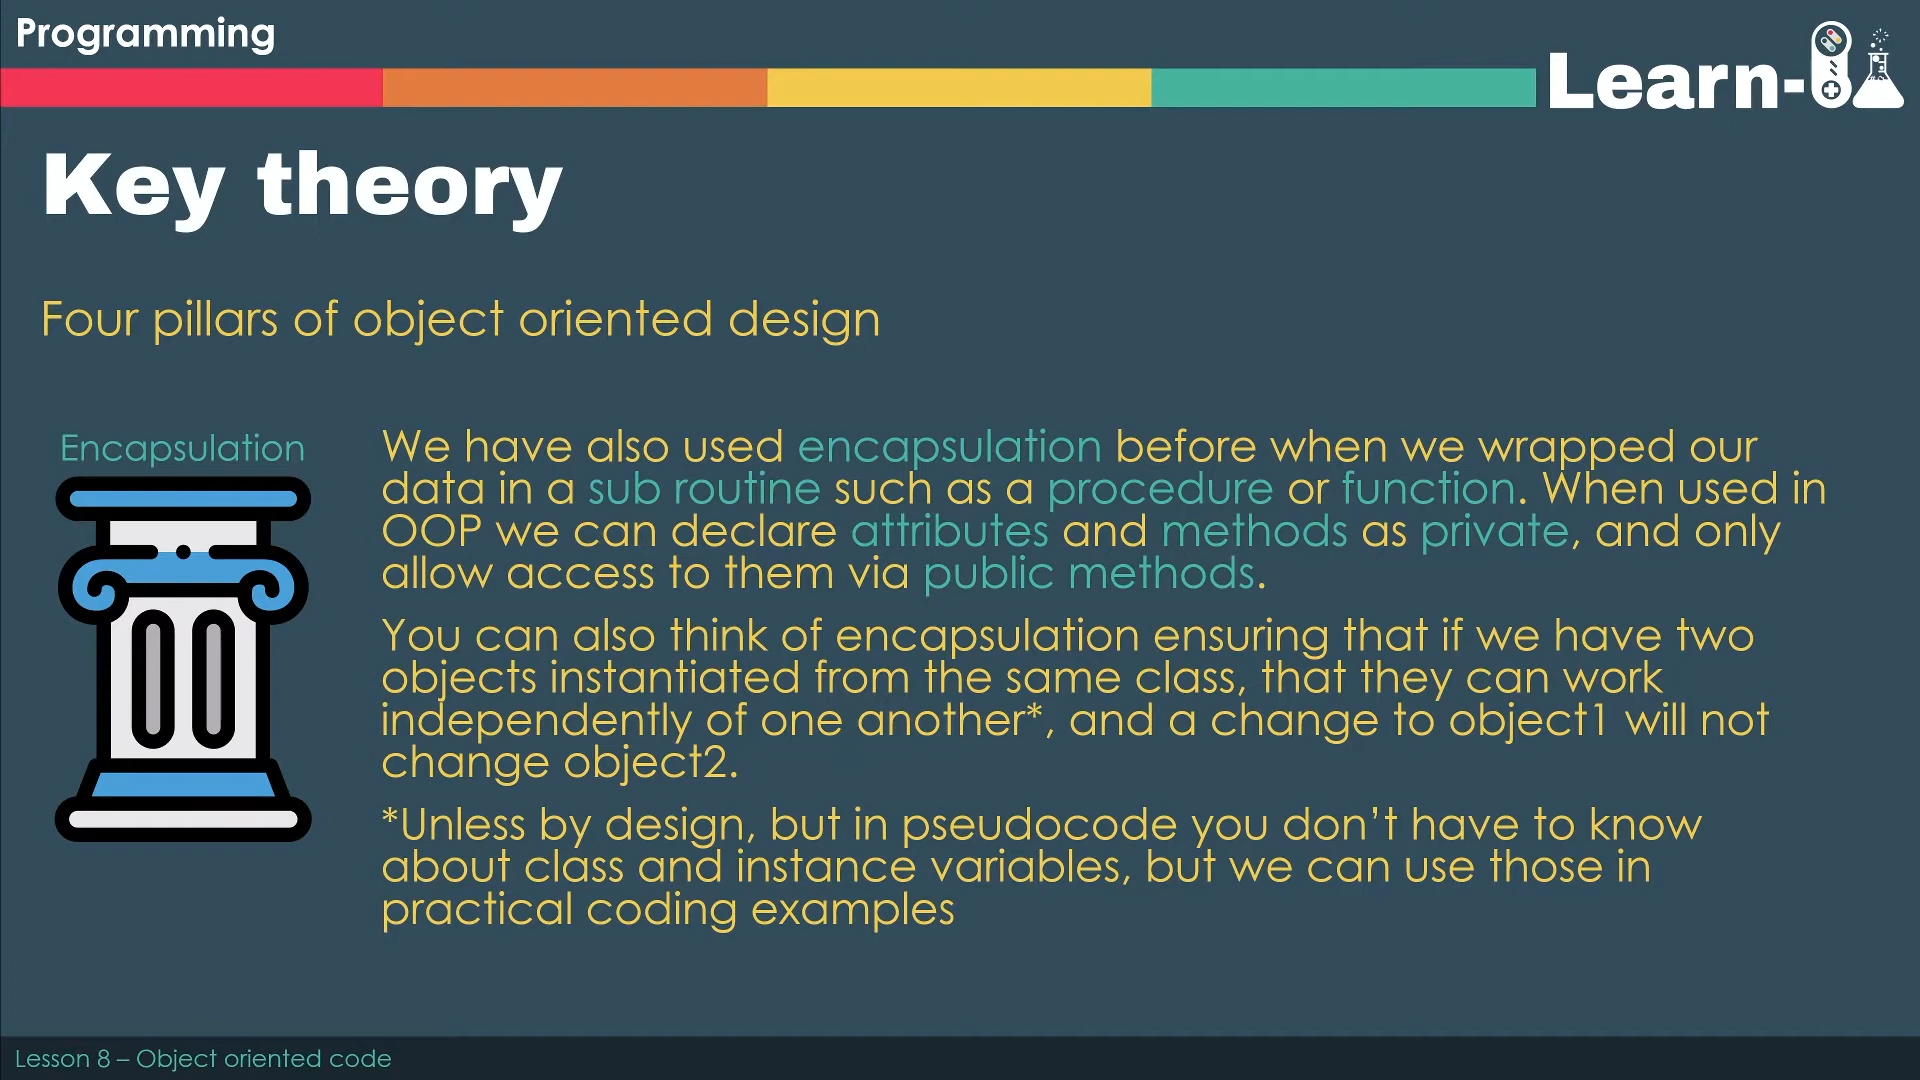 Programming
Learn-
Key theory
Four pillars of object oriented design
Encapsulation
We have also used encapsulation before when we wrapped our
data in a sub routine such as a procedure or function. When used in
OOP we can declare attributes and methods as private, and only
allow access to them via public methods.
You can also think of encapsulation ensuring that if we have two
objects instantiated from the same class, that they can work
independently of one another*, and a change to object1 will not
change object2.
*Unless by design, but in pseudocode you don’t have to know
about class and instance variables, but we can use those in
practical coding examples
Lesson 8 – Object oriented code